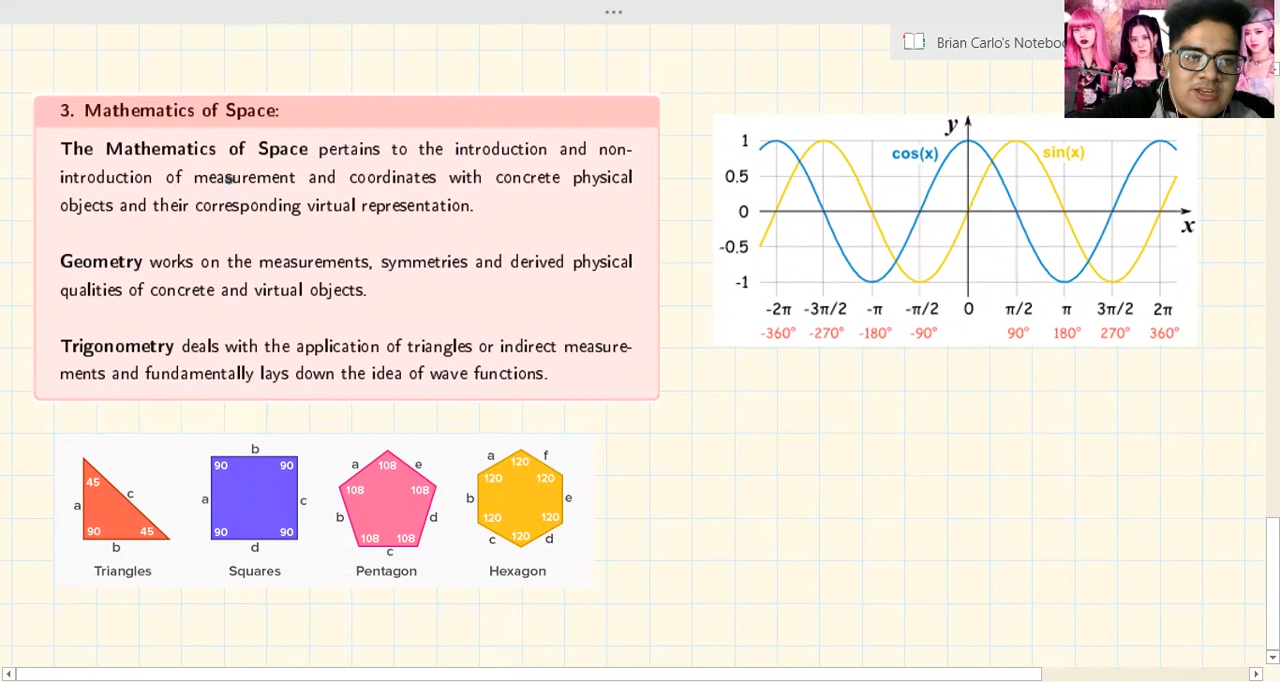 Brian Carlo's Notebo
3. Mathematics of Space:
The Mathematics of Space pertains to the introduction and non-
introduction of measurement and coordinates with concrete physical
objects and their corresponding virtual representation.
Geometry works on the measurements, symmetries and derived physical
qualities of concrete and virtual objects.
Trigonometry deals with the application of triangles or indirect measure-
ments and fundamentally lays down the idea of wave functions.
y
cos(x) sin(x)
1
0.5
0
-0.5
-1
x
-2π -3π/2 -π -π/2 0 π/2 π 3π/2 2π
-360° -270° -180° -90° 90° 180° 270° 360°
45
a c
90 45
b
Triangles
b
90 90
a c
90 90
d
Squares
a 108 e
108 108
b d
108 108
c
Pentagon
a 120 f
120 120
b e
120 120
c 120 d
Hexagon